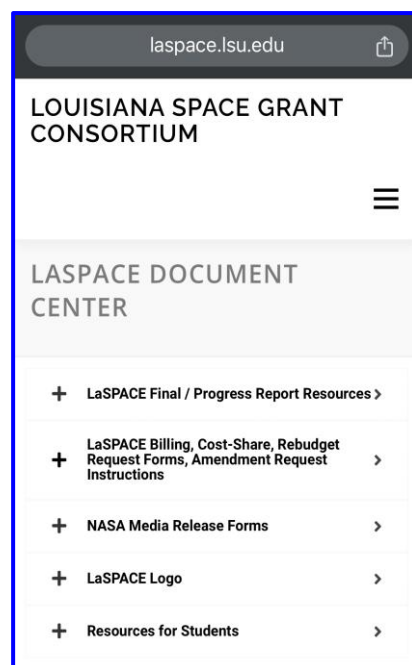 laspace.lsu.edu
LOUISIANA SPACE GRANT
CONSORTIUM
LASPACE DOCUMENT
CENTER
LaSPACE Final / Progress Report Resources
LaSPACE Billing, Cost-Share, Rebudget
Request Forms, Amendment Request
Instructions
NASA Media Release Forms
LaSPACE Logo
Resources for Students